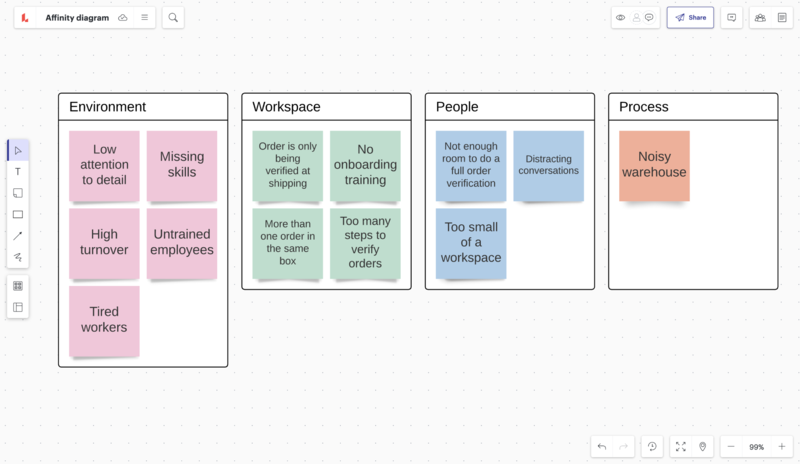 Affinity diagram
Share
Environment
Workspace
People
Process
Low
attention
to detail
Missing
skills
High
turnover
Untrained
employees
Tired
workers
Order is only
being
verified at
shipping
No
onboarding
training
More than
one order in
the same
box
Too many
steps to
verify
orders
Not enough
room to do a
full order
verification
Distracting
conversations
Too small
of a
workspace
Noisy
warehouse
T
99%